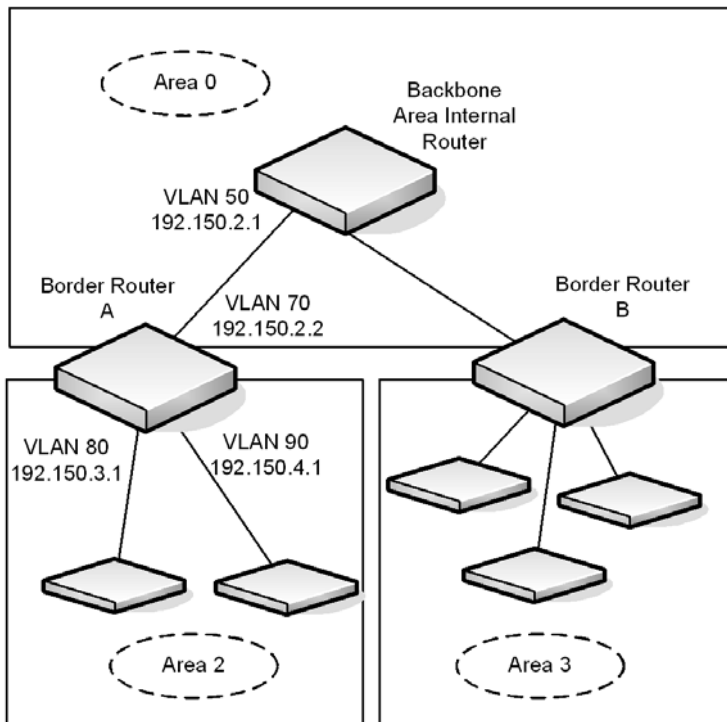 Area 0
Backbone
Area Internal
Router
VLAN 50
192.150.2.1
Border Router
A
VLAN 70
192.150.2.2
Border Router
B
VLAN 80
192.150.3.1
VLAN 90
192.150.4.1
Area 2
Area 3